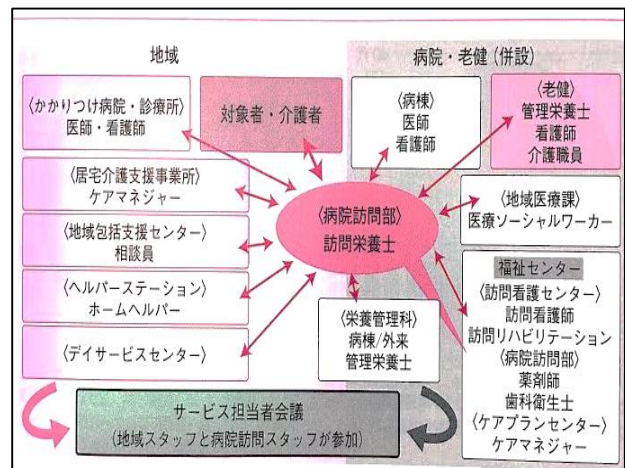 地域
病院・老健(併設)
〈かかりつけ病院・診療所〉
医師・看護師
対象者・介護者
〈病棟〉
医師
看護師
〈老健〉
管理栄養士
看護師
介護職員
〈居宅介護支援事業所〉
ケアマネジャー
〈地域包括支援センター〉
相談員
〈ヘルパーステーション〉
ホームヘルパー
〈デイサービスセンター〉
〈病院訪問部〉
訪問栄養士
〈地域医療課〉
医療ソーシャルワーカー
〈栄養管理科〉
病棟/外来
管理栄養士
福祉センター
〈訪問看護センター〉
訪問看護師
訪問リハビリテーション
〈病院訪問部〉
薬剤師
歯科衛生士
〈ケアプランセンター〉
ケアマネジャー
サービス担当者会議
(地域スタッフと病院訪問スタッフが参加)